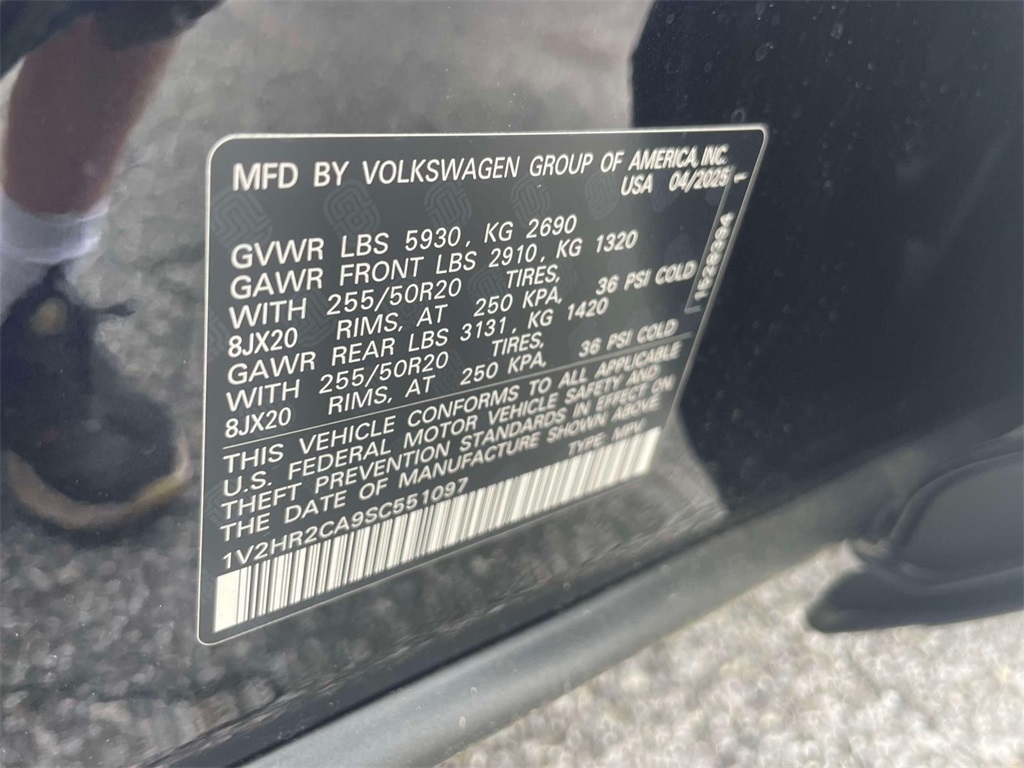 MFD BY VOLKSWAGEN GROUP OF AMERICA, INC.
USA 04/2025
GVWR LBS 5930, KG 2690
GAWR FRONT LBS 2910, KG 1320
WITH 255/50R20 TIRES,
8JX20 RIMS, AT 250 KPA, 36 PSI COLD
GAWR REAR LBS 3131, KG 1420
WITH 255/50R20 TIRES,
8JX20 RIMS, AT 250 KPA, 36 PSI COLD
THIS VEHICLE CONFORMS TO ALL APPLICABLE
U.S. FEDERAL MOTOR VEHICLE SAFETY AND
THEFT PREVENTION STANDARDS IN EFFECT ON
THE DATE OF MANUFACTURE SHOWN ABOVE
1V2HR2CA9SC551097 TYPE: MPV